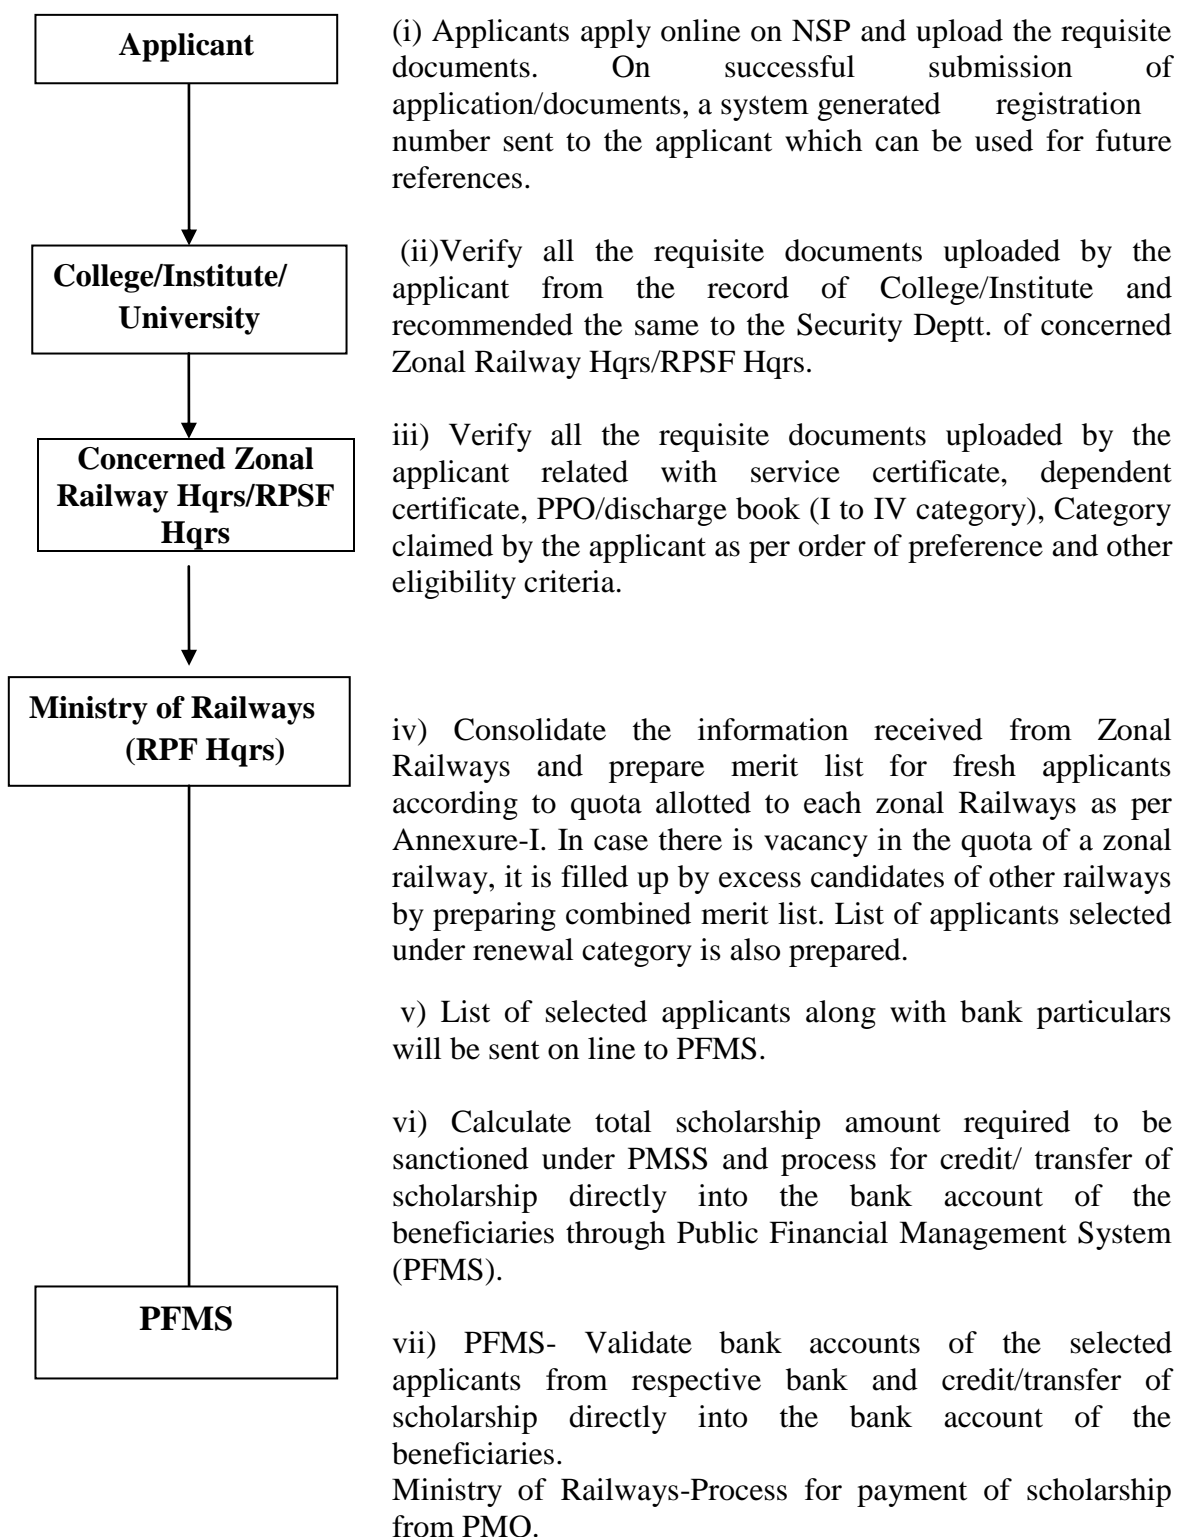 Applicant
(i) Applicants apply online on NSP and upload the requisite
documents. On successful submission of
application/documents, a system generated registration
number sent to the applicant which can be used for future
references.
College/Institute/
University
(ii)Verify all the requisite documents uploaded by the
applicant from the record of College/Institute and
recommended the same to the Security Deptt. of concerned
Zonal Railway Hqrs/RPSF Hqrs.
Concerned Zonal
Railway Hqrs/RPSF
Hqrs
iii) Verify all the requisite documents uploaded by the
applicant related with service certificate, dependent
certificate, PPO/discharge book (I to IV category), Category
claimed by the applicant as per order of preference and other
eligibility criteria.
Ministry of Railways
(RPF Hqrs)
iv) Consolidate the information received from Zonal
Railways and prepare merit list for fresh applicants
according to quota allotted to each zonal Railways as per
Annexure-I. In case there is vacancy in the quota of a zonal
railway, it is filled up by excess candidates of other railways
by preparing combined merit list. List of applicants selected
under renewal category is also prepared.
v) List of selected applicants along with bank particulars
will be sent on line to PFMS.
vi) Calculate total scholarship amount required to be
sanctioned under PMSS and process for credit/ transfer of
scholarship directly into the bank account of the
beneficiaries through Public Financial Management System
(PFMS).
PFMS
vii) PFMS- Validate bank accounts of the selected
applicants from respective bank and credit/transfer of
scholarship directly into the bank account of the
beneficiaries.
Ministry of Railways-Process for payment of scholarship
from PMO.